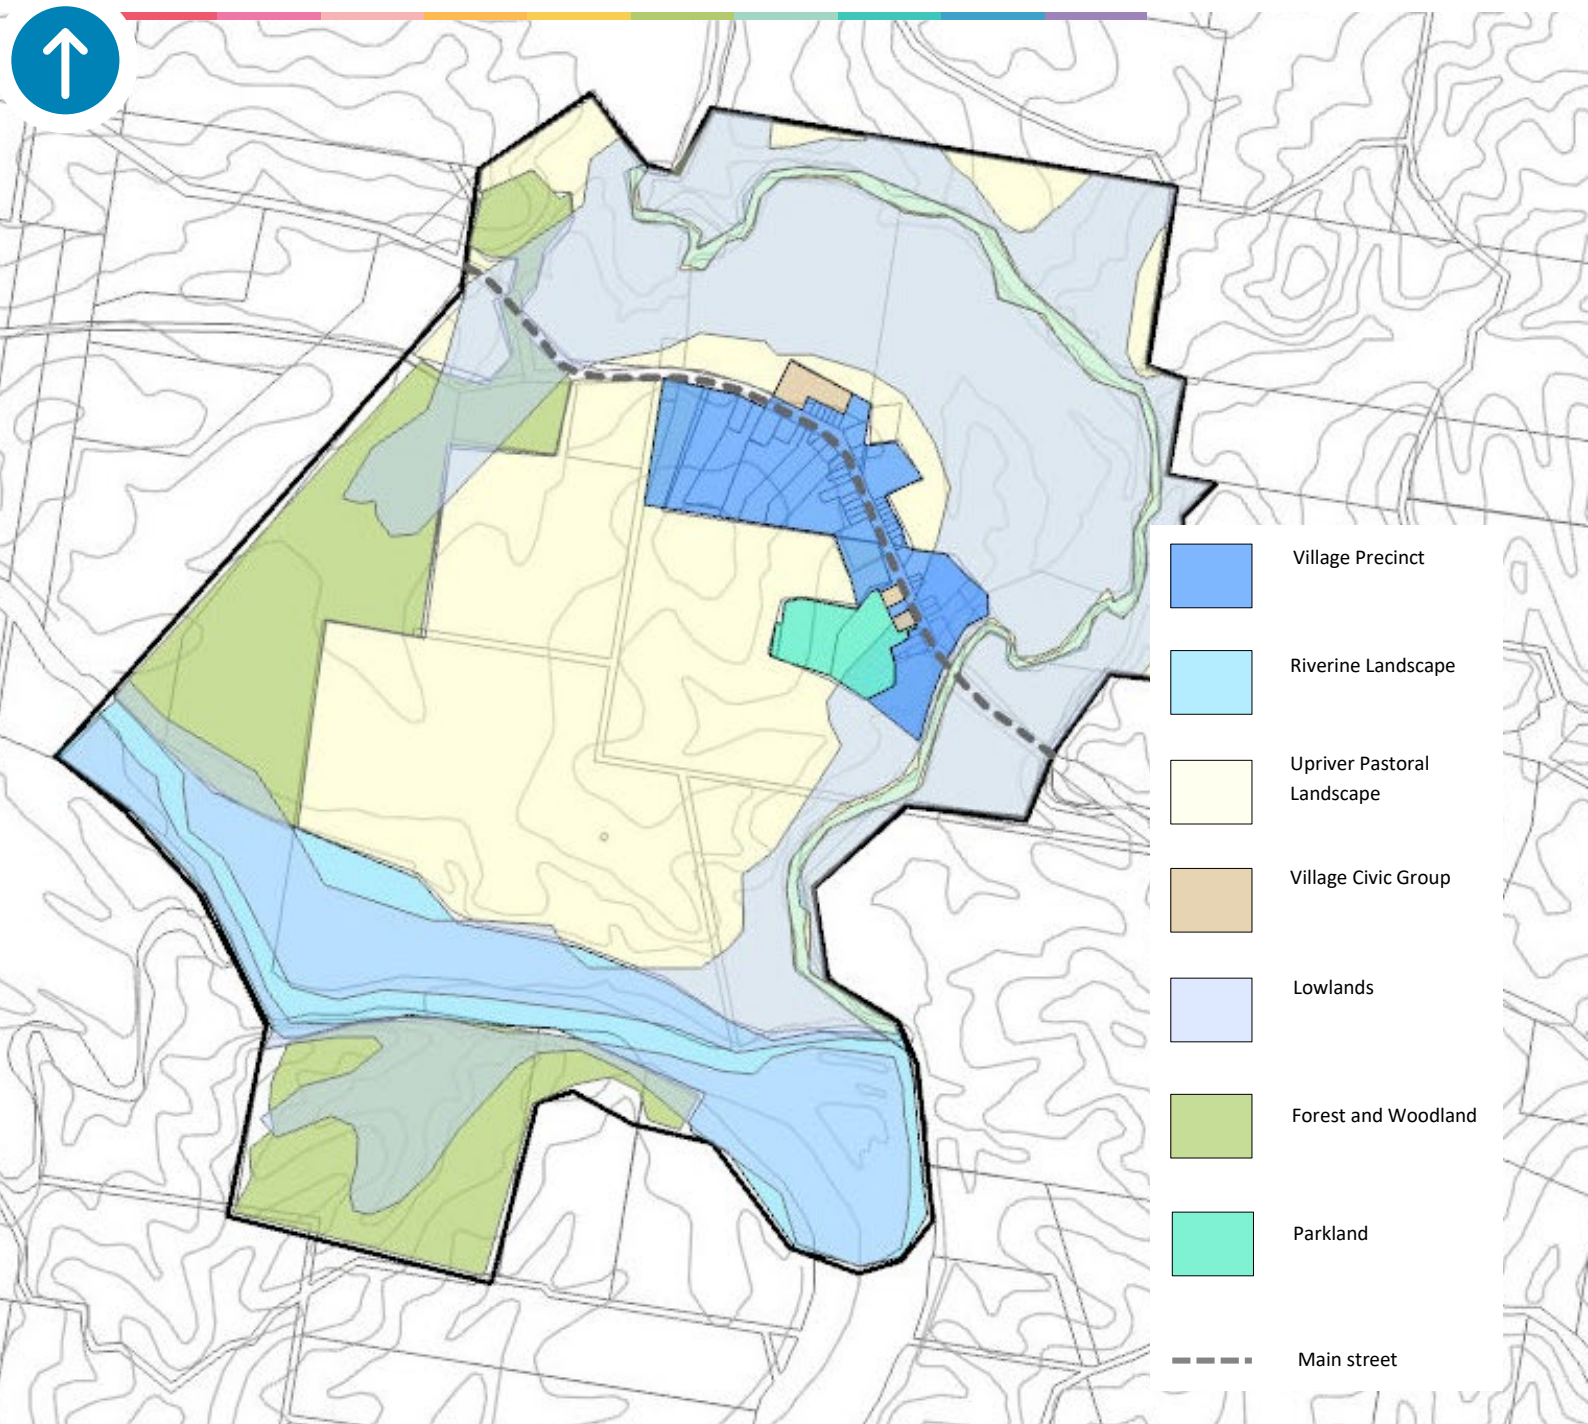 Village Precinct
Riverine Landscape
Upriver Pastoral
Landscape
Village Civic Group
Lowlands
Forest and Woodland
Parkland
Main street